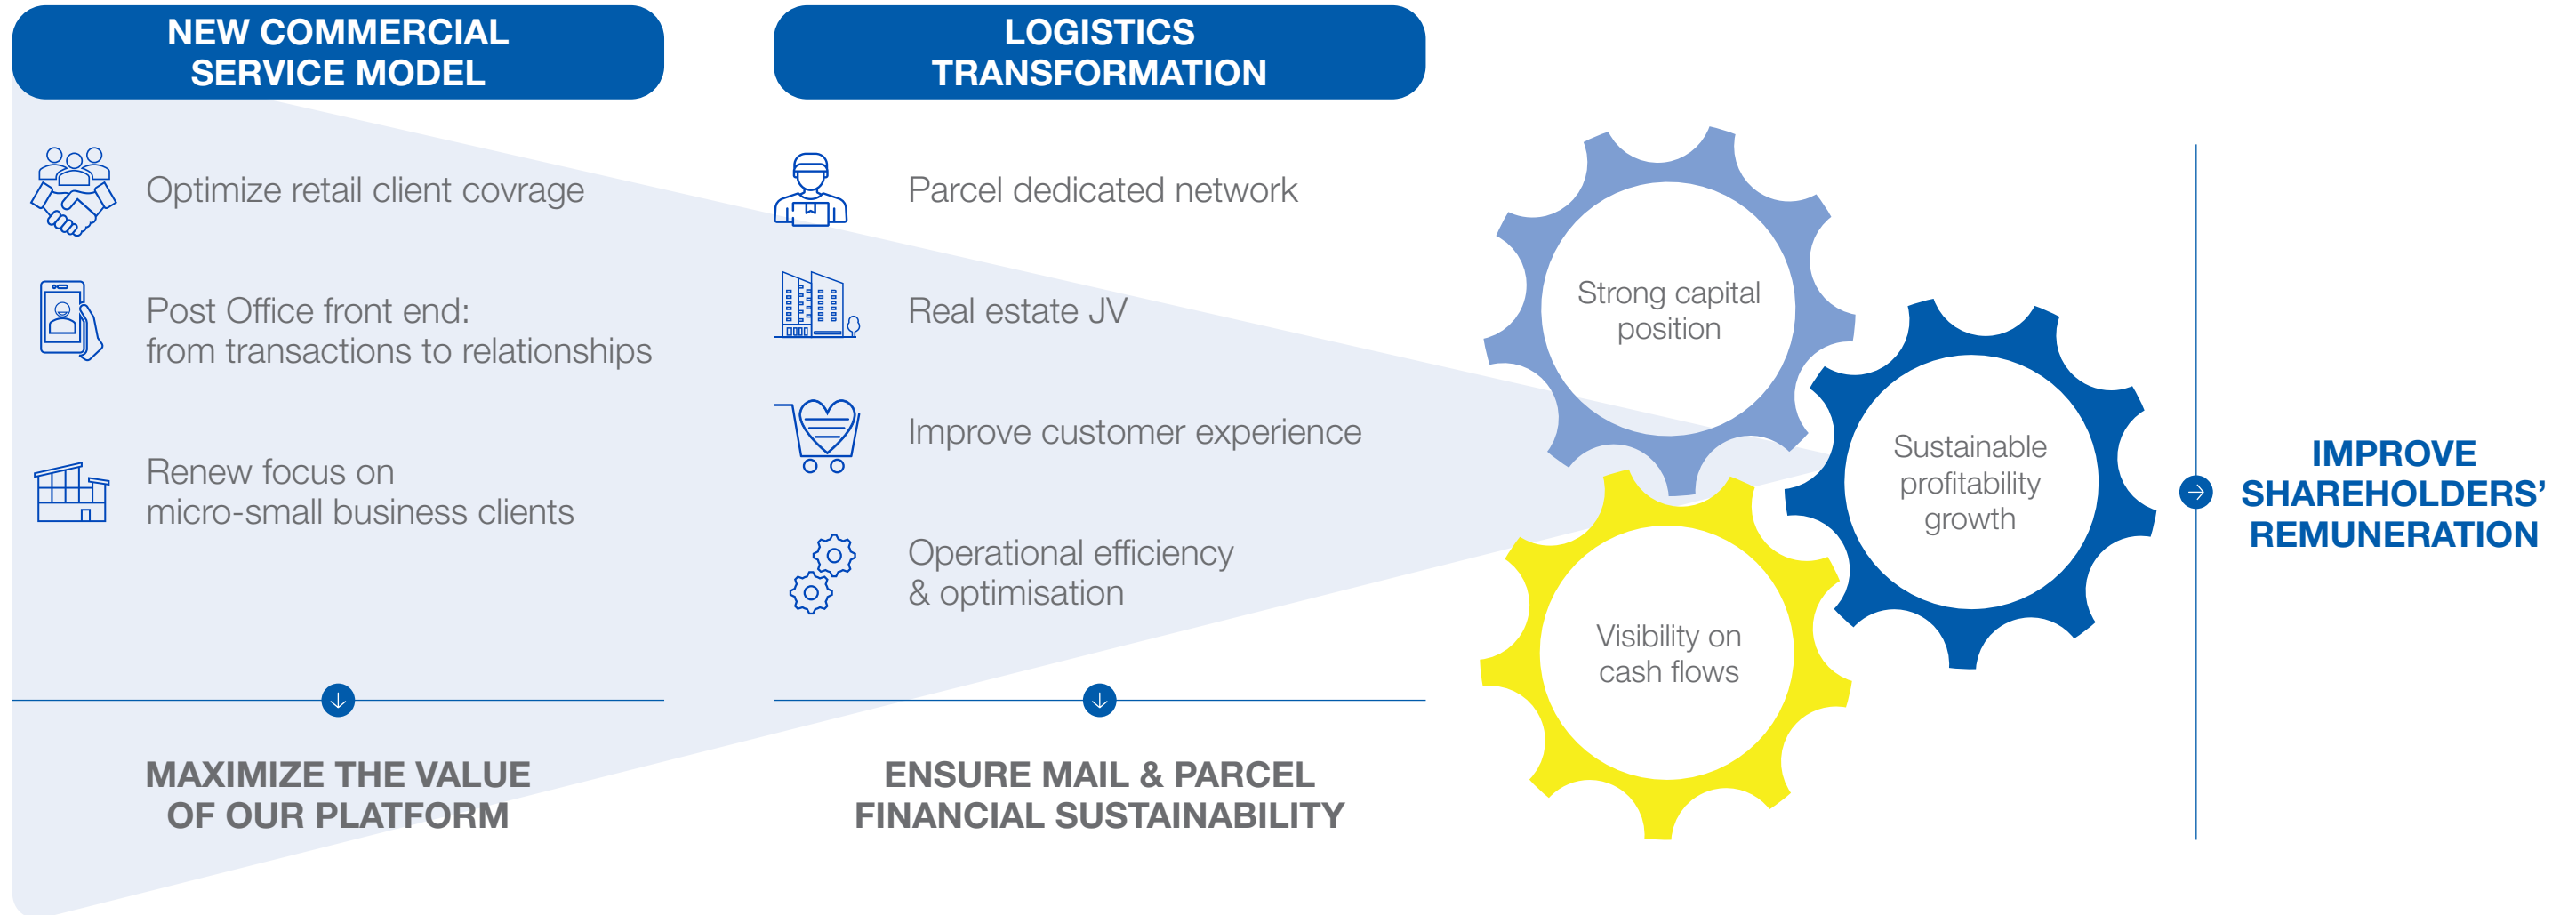 NEW COMMERCIAL
SERVICE MODEL
Optimize retail client covrage
Post Office front end:
from transactions to relationships
Renew focus on
micro-small business clients
MAXIMIZE THE VALUE
OF OUR PLATFORM
LOGISTICS
TRANSFORMATION
Parcel dedicated network
Real estate JV
Improve customer experience
Operational efficiency
& optimisation
ENSURE MAIL & PARCEL
FINANCIAL SUSTAINABILITY
Strong capital
position
Sustainable
profitability
growth
Visibility on
cash flows
IMPROVE
SHAREHOLDERS’
REMUNERATION